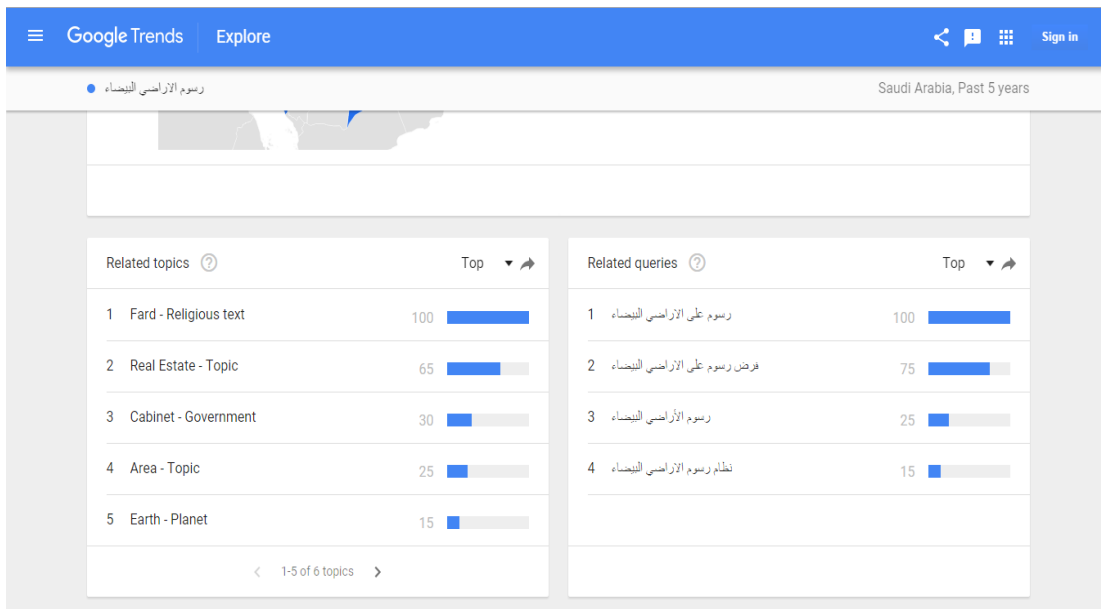 Google Trends Explore Sign in
رسوم الاراضي البيضاء Saudi Arabia, Past 5 years
Related topics Top
1 Fard - Religious text 100
2 Real Estate - Topic 65
3 Cabinet - Government 30
4 Area - Topic 25
5 Earth - Planet 15
1-5 of 6 topics
Related queries Top
1 رسوم على الاراضي البيضاء 100
2 فرض رسوم على الاراضي البيضاء 75
3 رسوم الأراضي البيضاء 25
4 نظام رسوم الاراضي البيضاء 15